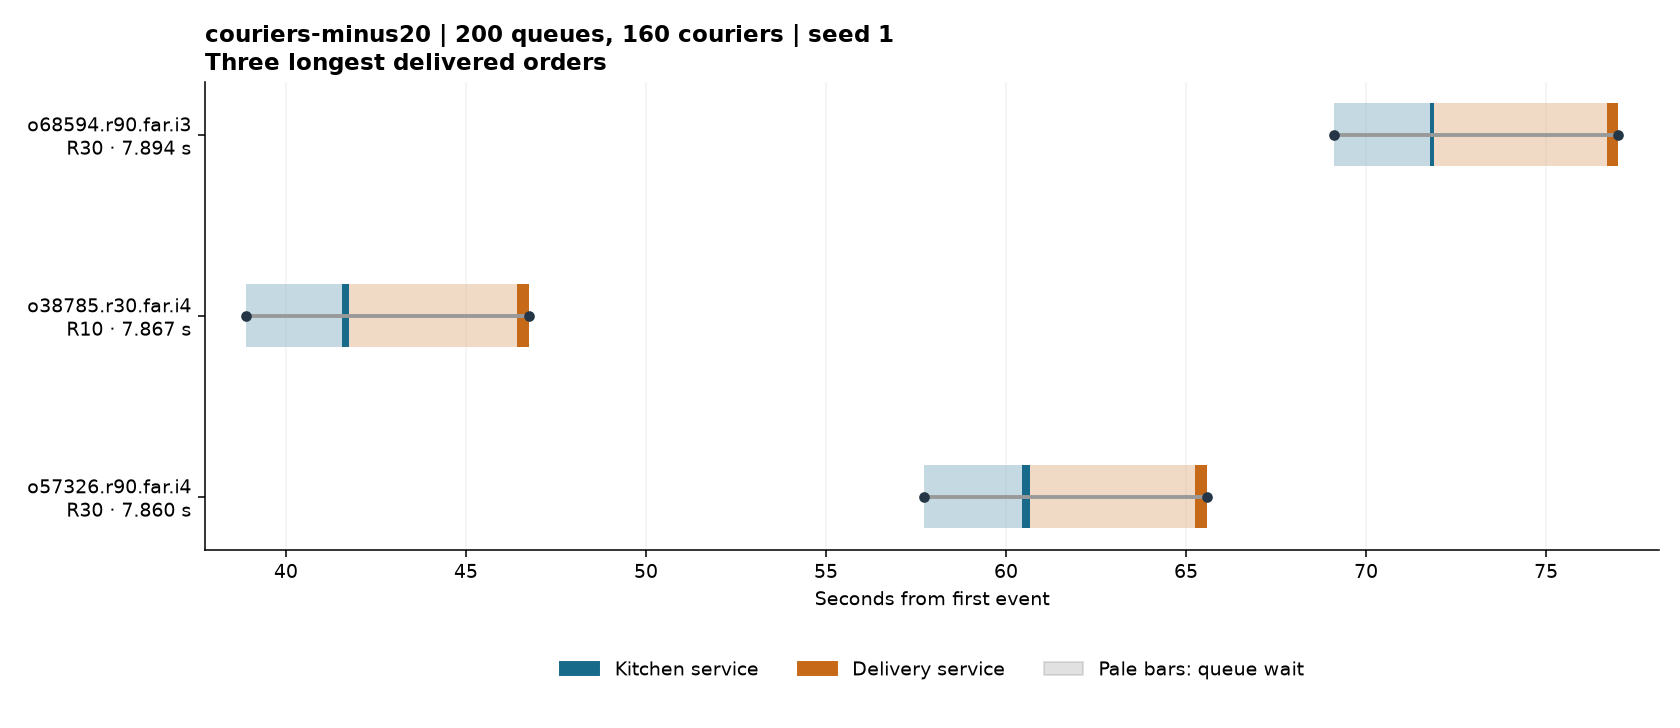 couriers-minus20 | 200 queues, 160 couriers | seed 1
Three longest delivered orders
o68594.r90.far.i3
R30 · 7.894 s
o38785.r30.far.i4
R10 · 7.867 s
o57326.r90.far.i4
R30 · 7.860 s
40 45 50 55 60 65 70 75
Seconds from first event
Kitchen service Delivery service Pale bars: queue wait